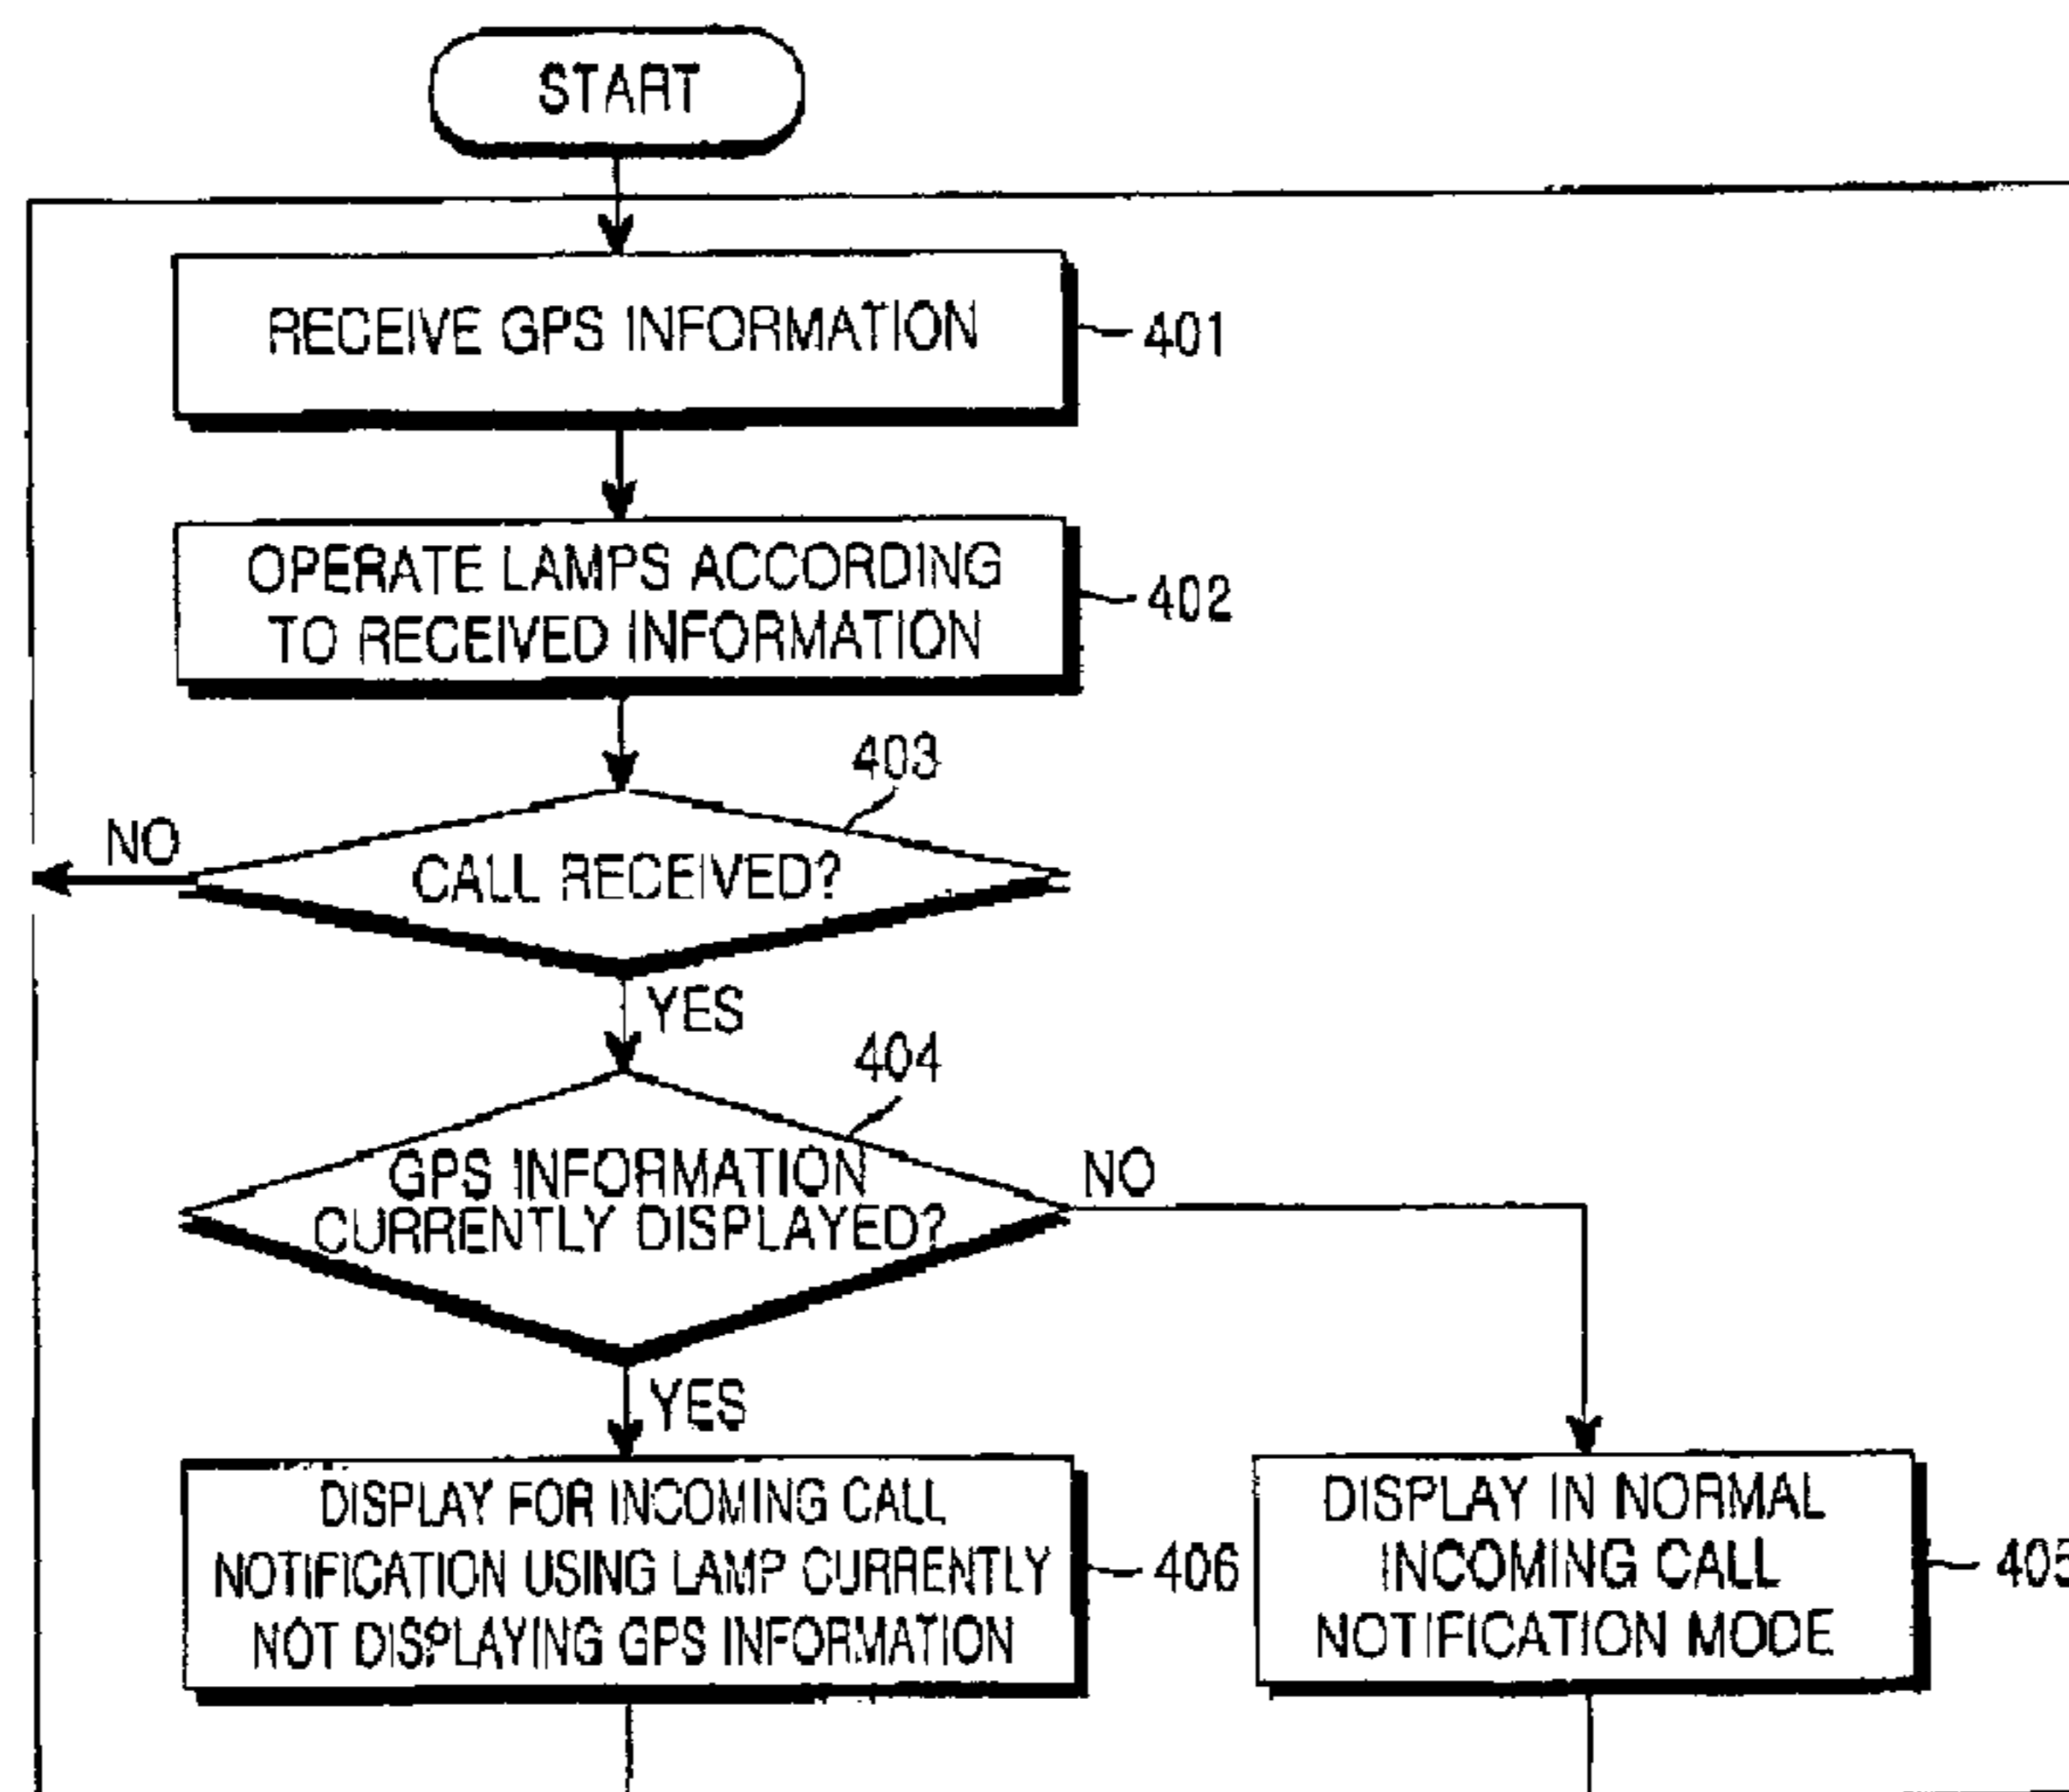 START
RECEIVE GPS INFORMATION
401
OPERATE LAMPS ACCORDING
TO RECEIVED INFORMATION
402
403
NO
CALL RECEIVED?
YES
404
GPS INFORMATION
CURRENTLY DISPLAYED?
NO
YES
DISPLAY FOR INCOMING CALL
NOTIFICATION USING LAMP CURRENTLY
NOT DISPLAYING GPS INFORMATION
406
DISPLAY IN NORMAL
INCOMING CALL
NOTIFICATION MODE
405